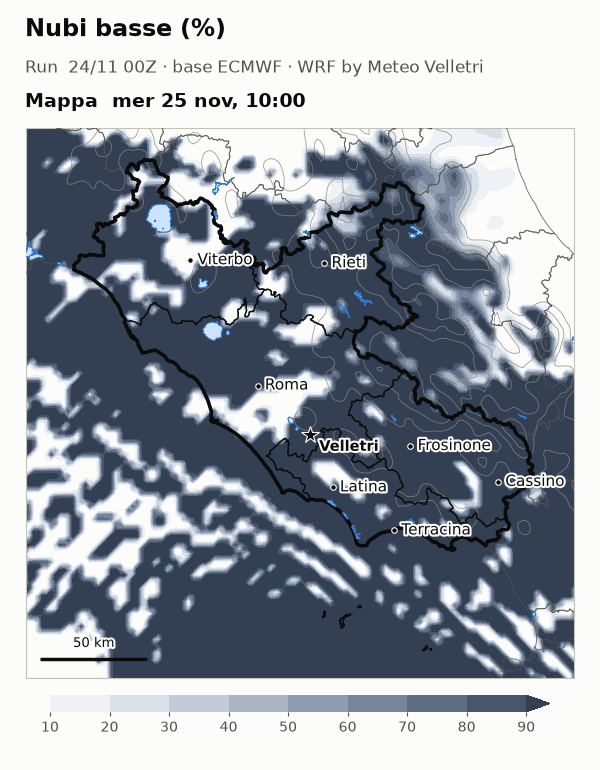 Nubi basse (%)
Run  24/11 00Z · base ECMWF · WRF by Meteo Velletri
Mappa  mer 25 nov, 10:00
Viterbo
Rieti
Roma
Velletri
Frosinone
Cassino
Latina
Terracina
50 km
10 20 30 40 50 60 70 80 90